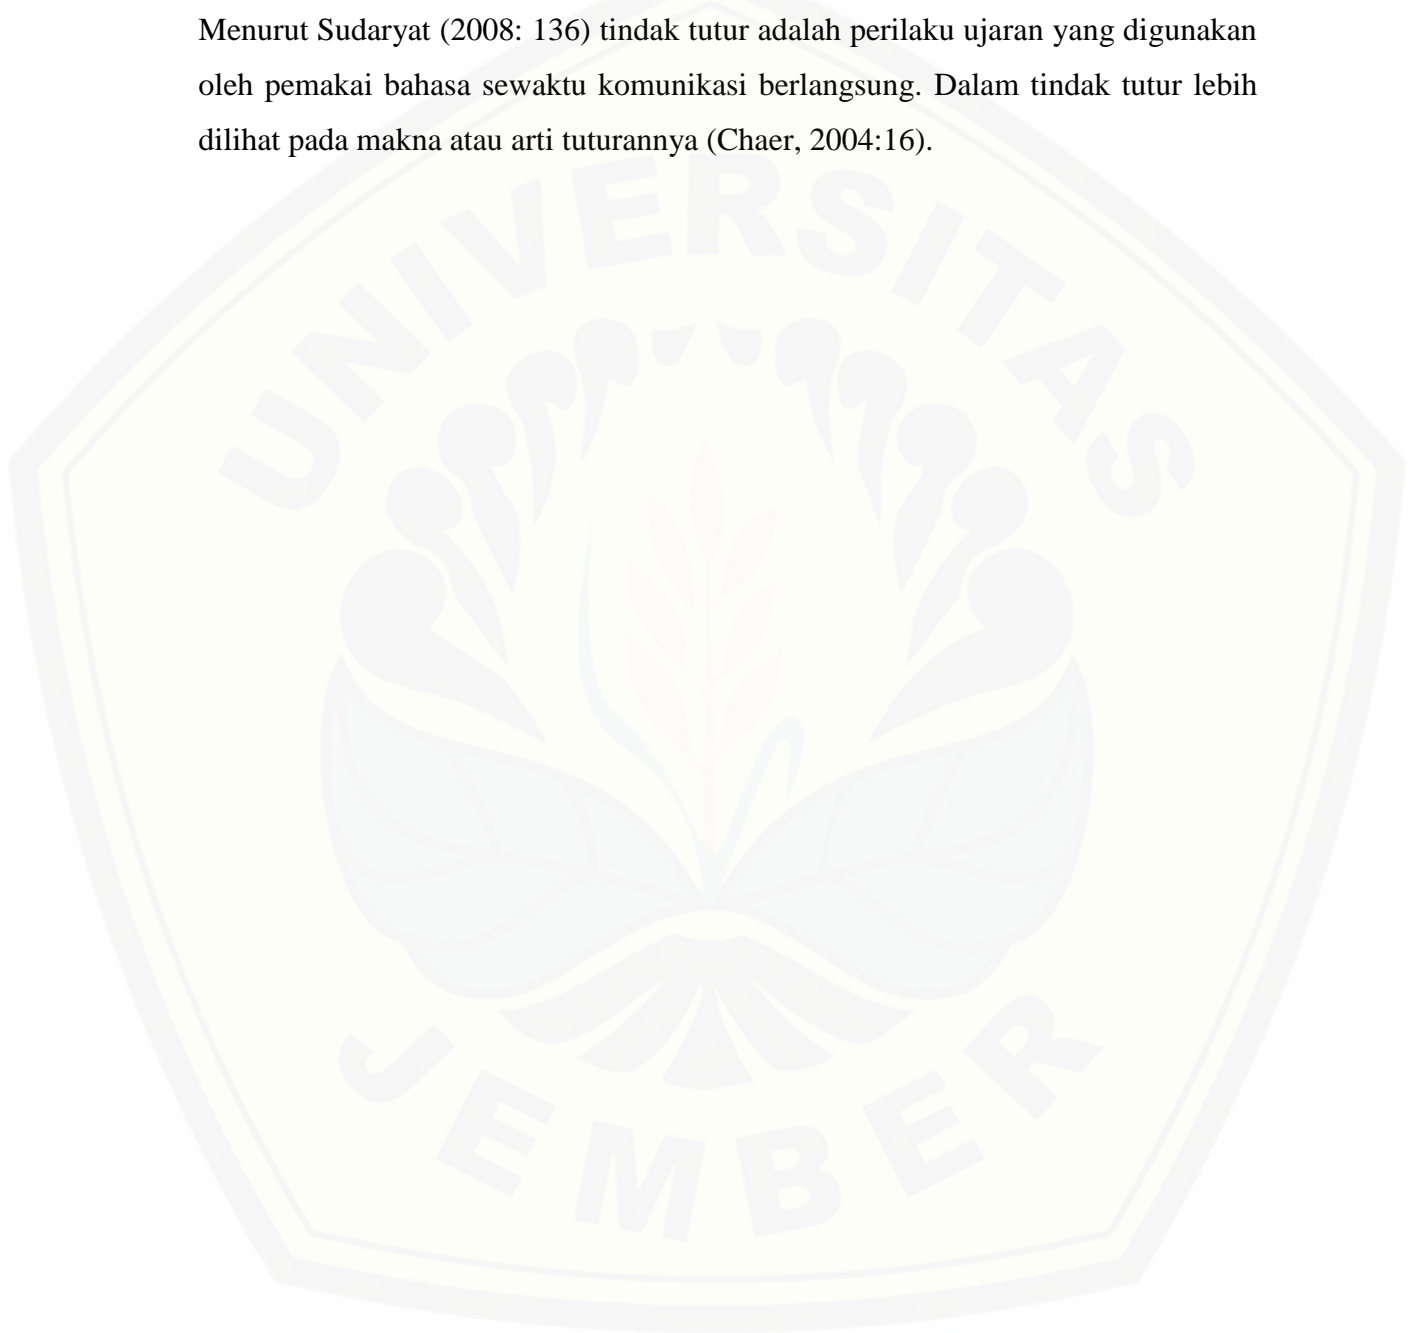 Menurut Sudaryat (2008: 136) tindak tutur adalah perilaku ujaran yang digunakan
oleh pemakai bahasa sewaktu komunikasi berlangsung. Dalam tindak tutur lebih
dilihat pada makna atau arti tuturannya (Chaer, 2004:16).
UNIVERSITAS
JEMBER